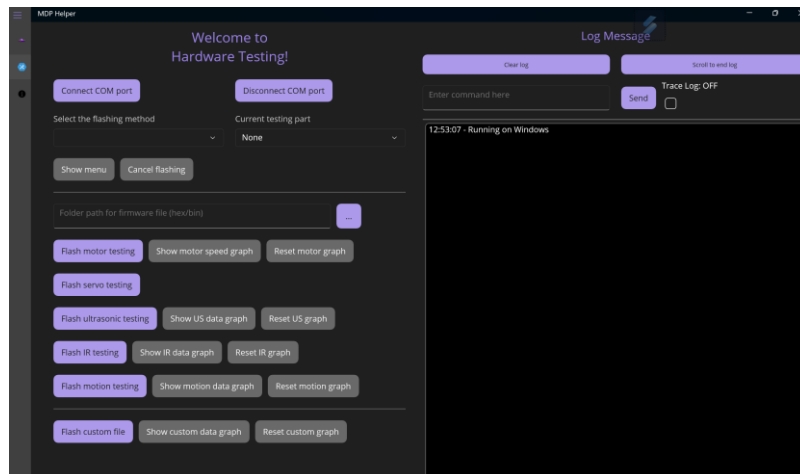 MDP Helper
Welcome to
Hardware Testing!
Connect COM port
Disconnect COM port
Select the flashing method
Current testing part
None
Show menu
Cancel flashing
Folder path for firmware file (hex/bin)
...
Flash motor testing
Show motor speed graph
Reset motor graph
Flash servo testing
Flash ultrasonic testing
Show US data graph
Reset US graph
Flash IR testing
Show IR data graph
Reset IR graph
Flash motion testing
Show motion data graph
Reset motion graph
Flash custom file
Show custom data graph
Reset custom graph
Log Message
Clear log
Scroll to end log
Enter command here
Send
Trace Log: OFF
12:53:07 - Running on Windows